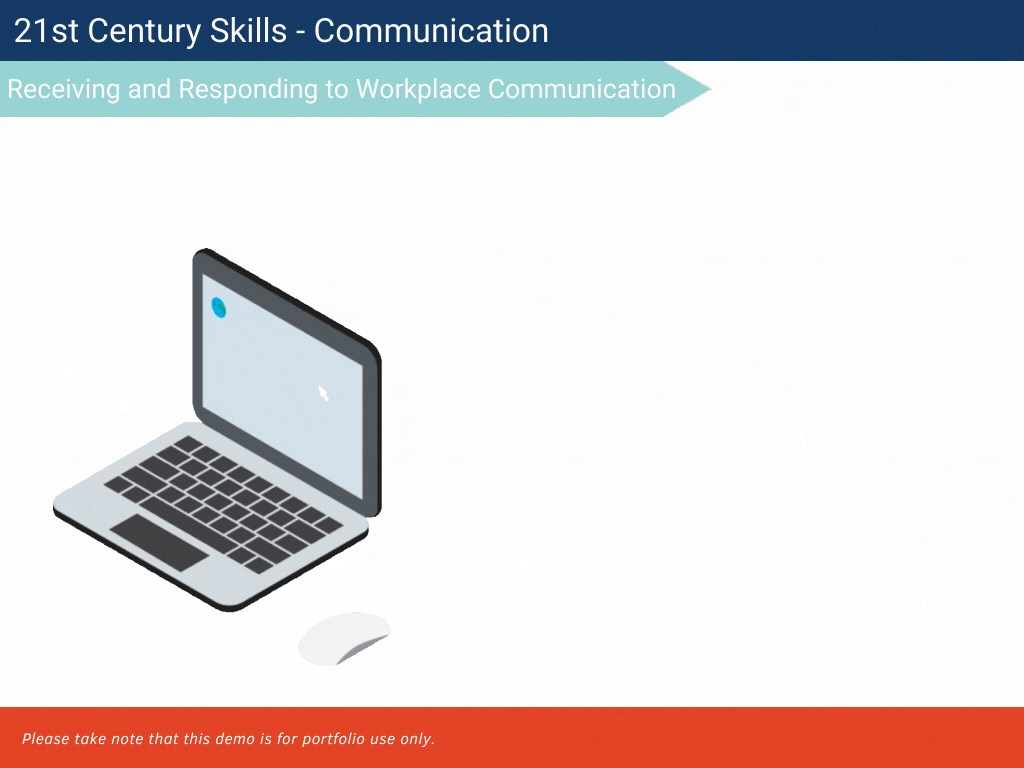 21st Century Skills - Communication
Receiving and Responding to Workplace Communication
Please take note that this demo is for portfolio use only.